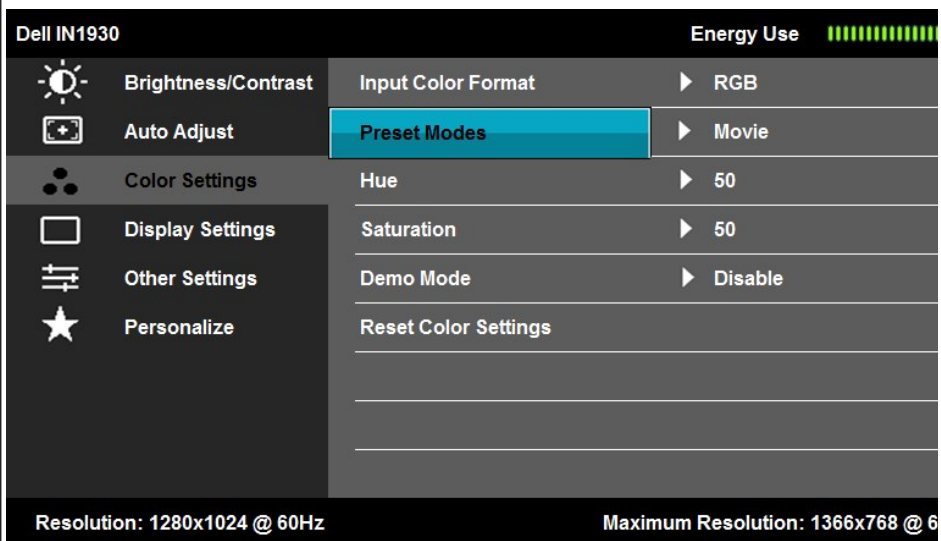 Dell IN1930 Energy Use
Brightness/Contrast Input Color Format RGB
Auto Adjust Preset Modes Movie
Color Settings Hue 50
Display Settings Saturation 50
Other Settings Demo Mode Disable
Personalize Reset Color Settings
Resolution: 1280x1024 @ 60Hz Maximum Resolution: 1366x768 @ 6